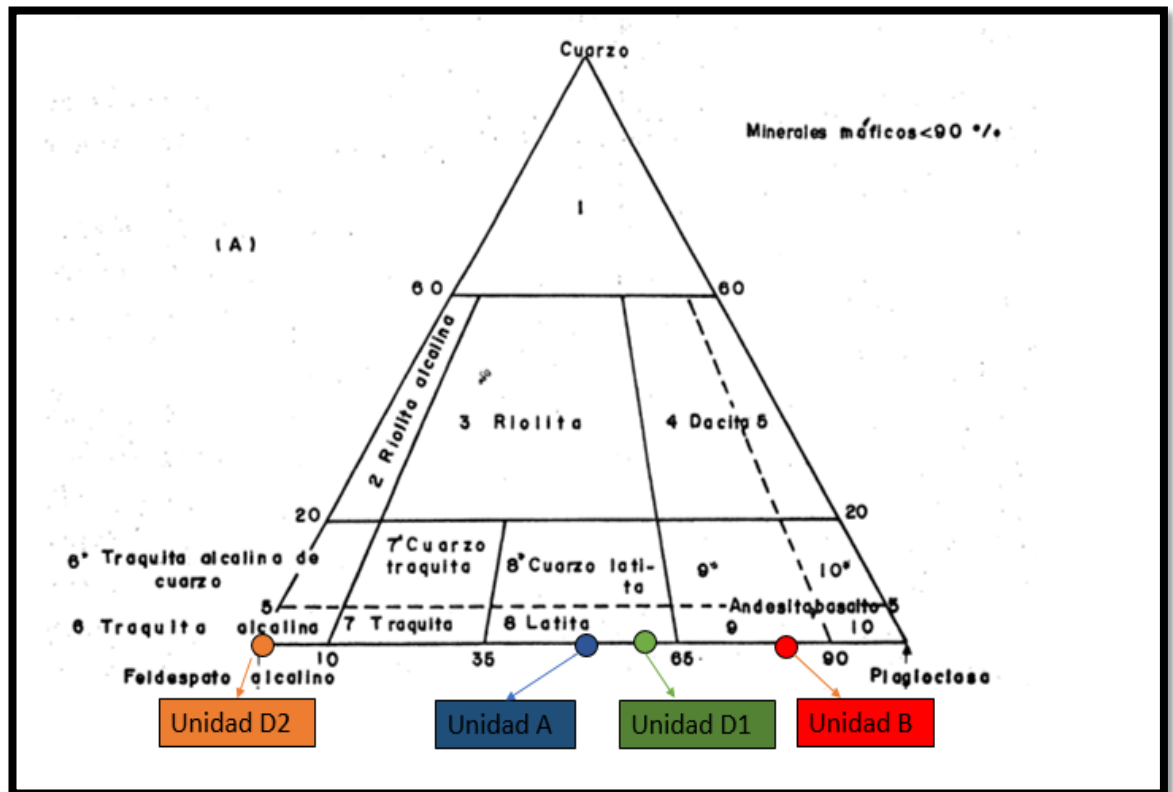 Cuarzo
Minerales máficos<90 %
(A)
1
60
60
2 Riolita alcalina
3 Riolita
4 Dacita 5
20
20
6* Traquita alcalina de
cuarzo
7* Cuarzo
traquita
8* Cuarzo lati-
ta
9*
10*
5
Andesitabasalto
5
6 Traquita alcalina
7 Traquita
8 Latita
9
10
10
35
65
90
Feldespato alcalino
Plagioclasa
Unidad D2
Unidad A
Unidad D1
Unidad B